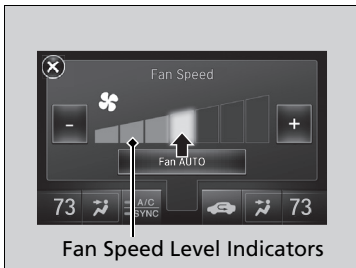 Fan Speed
-
+
Fan AUTO
73 A/C SYNC 73
Fan Speed Level Indicators